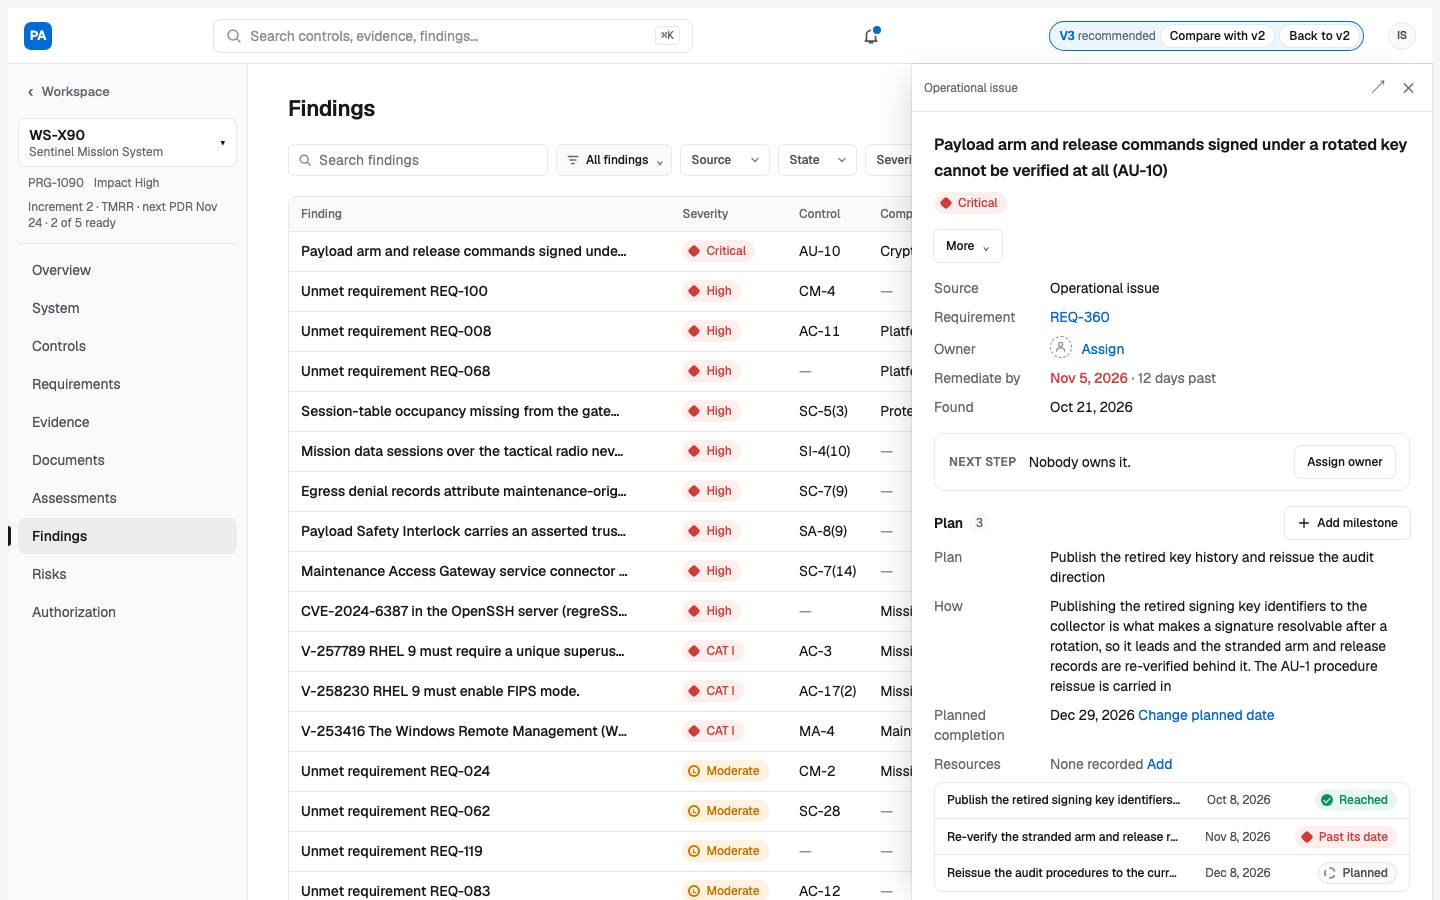 PA
Search controls, evidence, findings...
⌘K
V3 recommended
Compare with v2
Back to v2
IS
‹ Workspace
WS-X90
Sentinel Mission System
PRG-1090 Impact High
Increment 2 · TMRR · next PDR Nov
24 · 2 of 5 ready
Overview
System
Controls
Requirements
Evidence
Documents
Assessments
Findings
Risks
Authorization
Findings
Search findings
All findings
Source
State
Severi
Finding Severity Control Comp
Payload arm and release commands signed unde... Critical AU-10 Crypt
Unmet requirement REQ-100 High CM-4 —
Unmet requirement REQ-008 High AC-11 Platfo
Unmet requirement REQ-068 High — Platfo
Session-table occupancy missing from the gate... High SC-5(3) Prote
Mission data sessions over the tactical radio nev... High SI-4(10) —
Egress denial records attribute maintenance-orig... High SC-7(9) —
Payload Safety Interlock carries an asserted trus... High SA-8(9) —
Maintenance Access Gateway service connector ... High SC-7(14) —
CVE-2024-6387 in the OpenSSH server (regreSS... High — Missi
V-257789 RHEL 9 must require a unique superus... CAT I AC-3 Missi
V-258230 RHEL 9 must enable FIPS mode. CAT I AC-17(2) Missi
V-253416 The Windows Remote Management (W... CAT I MA-4 Main
Unmet requirement REQ-024 Moderate CM-2 Missi
Unmet requirement REQ-062 Moderate SC-28 —
Unmet requirement REQ-119 Moderate — —
Unmet requirement REQ-083 Moderate AC-12 —
Operational issue
Payload arm and release commands signed under a rotated key
cannot be verified at all (AU-10)
Critical
More
Source Operational issue
Requirement REQ-360
Owner Assign
Remediate by Nov 5, 2026 · 12 days past
Found Oct 21, 2026
NEXT STEP Nobody owns it. Assign owner
Plan 3 + Add milestone
Plan Publish the retired key history and reissue the audit
direction
How Publishing the retired signing key identifiers to the
collector is what makes a signature resolvable after a
rotation, so it leads and the stranded arm and release
records are re-verified behind it. The AU-1 procedure
reissue is carried in
Planned Dec 29, 2026 Change planned date
completion
Resources None recorded Add
Publish the retired signing key identifiers... Oct 8, 2026 Reached
Re-verify the stranded arm and release r... Nov 8, 2026 Past its date
Reissue the audit procedures to the curr... Dec 8, 2026 Planned